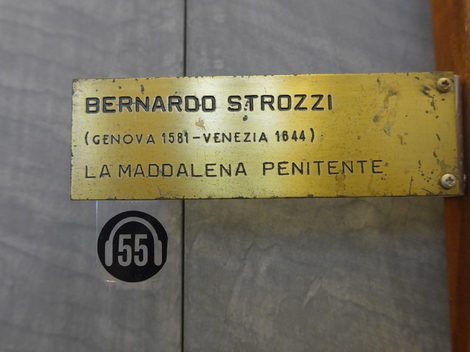 BERNARDO STROZZI
(GENOVA 1581-VENEZIA 1644)
LA MADDALENA PENITENTE
55